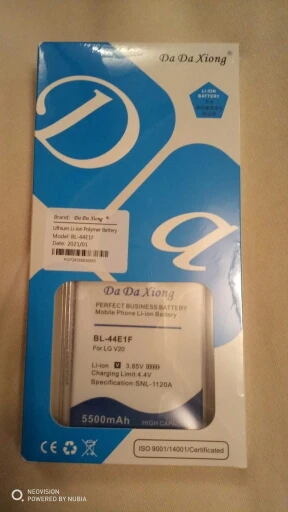 Da Da Xiong®
LI-ION
BATTERY
D
a
Brand: Da Da Xiong
Lithium Li-ion Polymer Battery
Model: BL-44E1F
Date: 2021/01
Da Da Xiong
PERFECT BUSINESS BATTERY
Mobile Phone Li-ion Battery
BL-44E1F
For LG V20
Li-ion 3.85V
Charging Limit:4.4V
Specification:SNL-1120A
5500mAh HIGH CAPA
CE
ISO 9001/14001/Certificated
NEOVISION
POWERED BY NUBIA